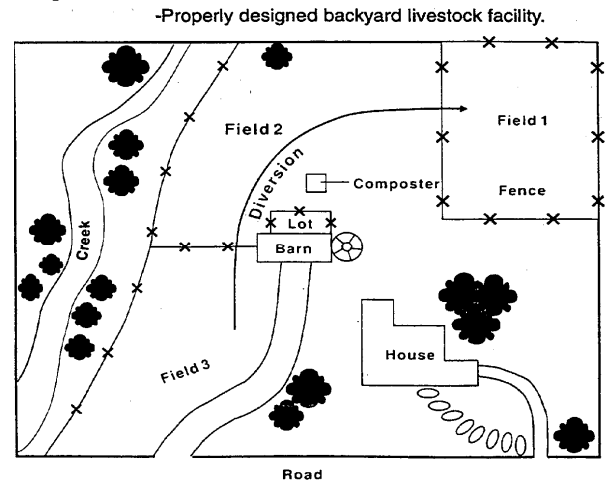 -Properly designed backyard livestock facility.
Field 2
Field 1
Diversion
Composter
Fence
Lot
Creek
Barn
House
Field 3
Road